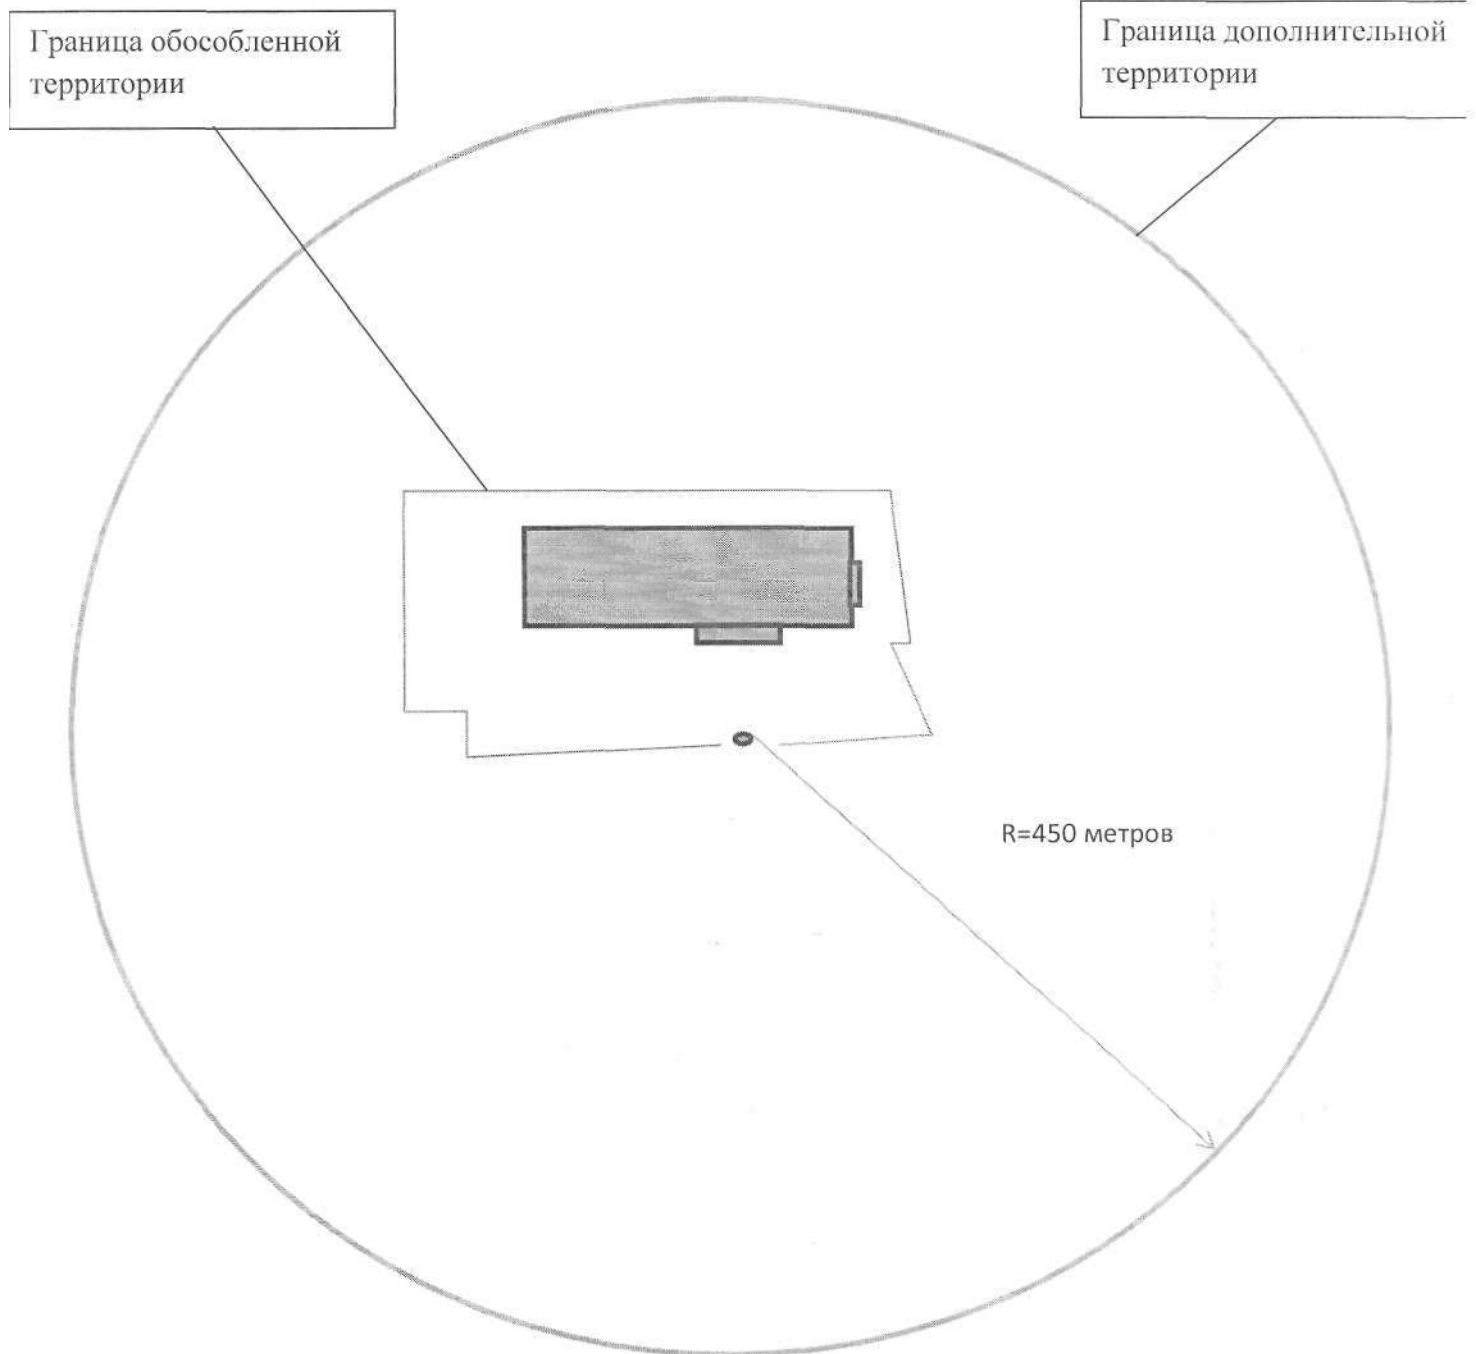 Граница обособленной
территории
Граница дополнительной
территории
R=450 метров